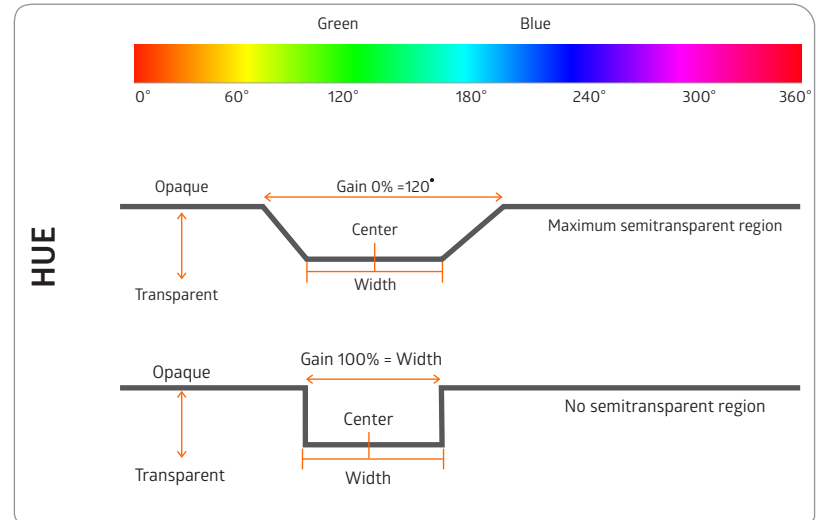 Green Blue
0° 60° 120° 180° 240° 300° 360°
HUE
Opaque
Gain 0% =120°
Center
Maximum semitransparent region
Width
Transparent
Gain 100% = Width
Opaque
No semitransparent region
Center
Transparent
Width